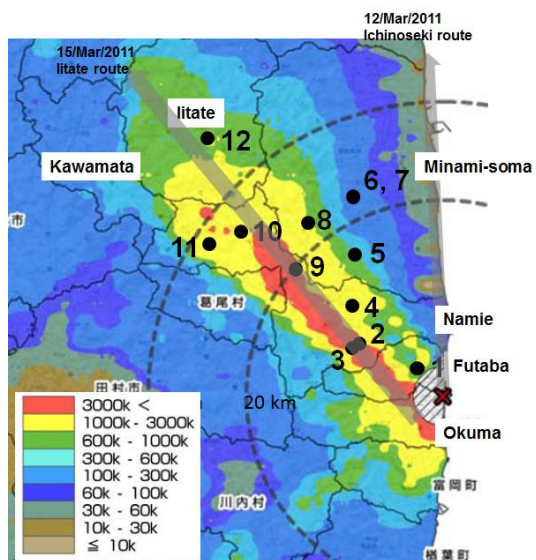 12/Mar/2011
Ichinoseki route
15/Mar/2011
Iitate route
Iitate
12
Kawamata
Minami-soma
6, 7
8
10
11
5
9
葛尾村
4
Namie
2
3
1
Futaba
田村市
20 km
Okuma
富岡町
川内村
楢葉町
市
3000k <
1000k - 3000k
600k - 1000k
300k - 600k
100k - 300k
60k - 100k
30k - 60k
10k - 30k
≦ 10k